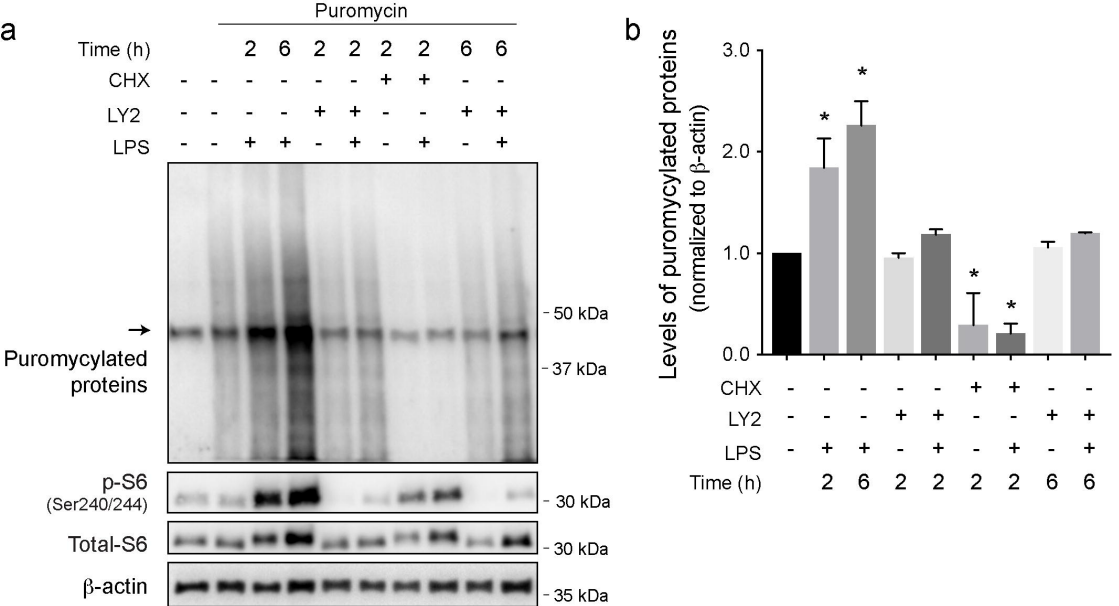 a
Puromycin
Time (h) 2 6 2 2 2 2 6 6
CHX - - - - - - + + - -
LY2 - - - - + + - - + +
LPS - - + + - + - + - +
→
Puromycylated
proteins
- 50 kDa
- 37 kDa
p-S6
(Ser240/244)
- 30 kDa
Total-S6
- 30 kDa
β-actin
- 35 kDa
b
Levels of puromycylated proteins
(normalized to β-actin)
3.0
2.0
1.0
0.0
* * * *
CHX - - - - - + + - -
LY2 - - - + + - - + +
LPS - + + - + - + - +
Time (h) 2 6 2 2 2 2 6 6